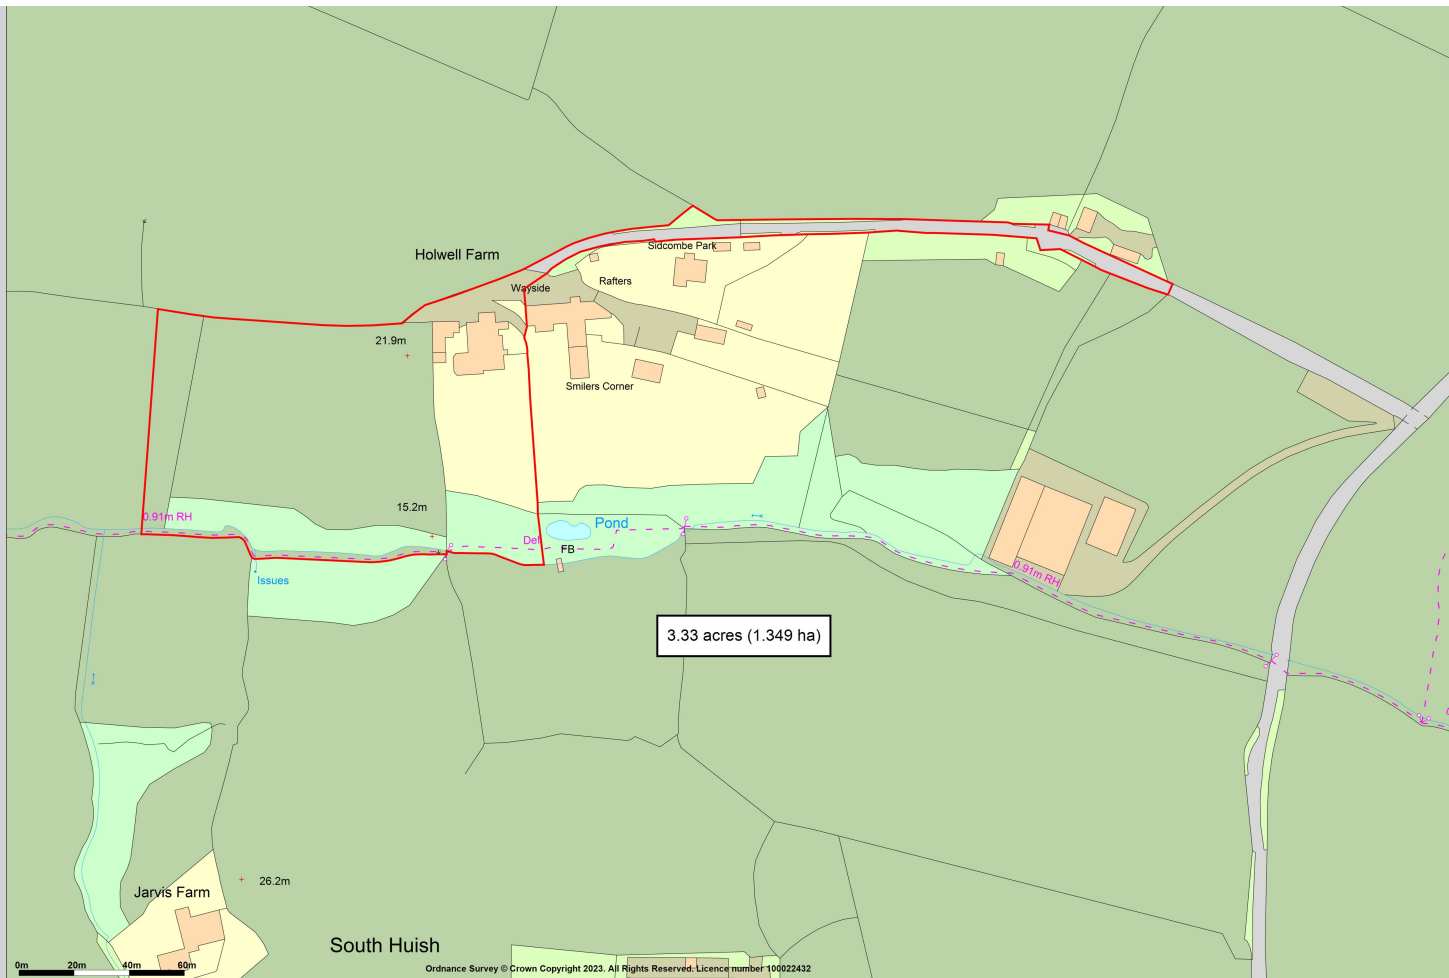 Holwell Farm
Sidcombe Park
Wayside
Rafters
21.9m
Smilers Corner
15.2m
0.91m RH
Pond
Def
FB
Issues
0.91m RH
3.33 acres (1.349 ha)
26.2m
Jarvis Farm
South Huish
0m 20m 40m 60m
Ordnance Survey © Crown Copyright 2023. All Rights Reserved. Licence number 100022432